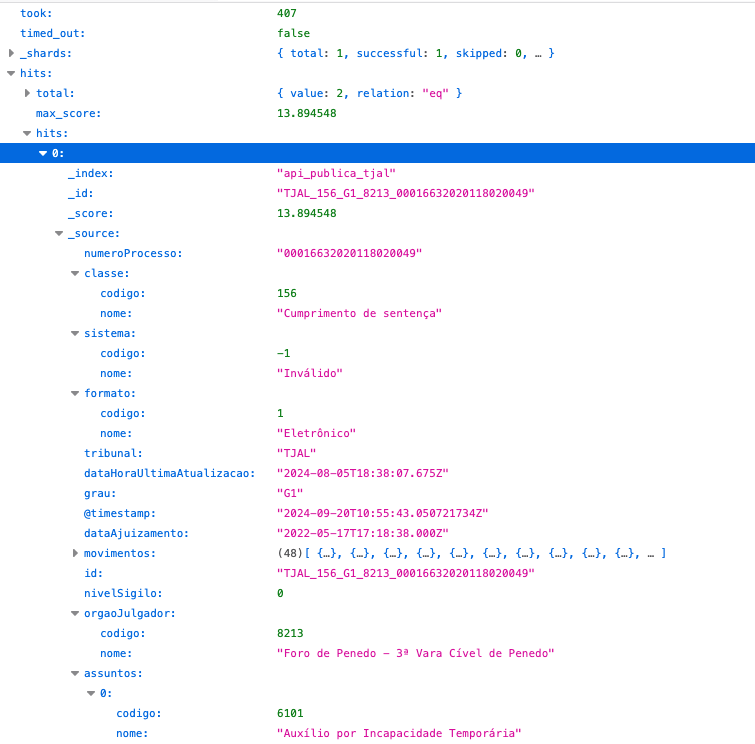 took: 407
timed_out: false
_shards: { total: 1, successful: 1, skipped: 0, … }
hits:
total: { value: 2, relation: "eq" }
max_score: 13.894548
hits:
0:
_index: "api_publica_tjal"
_id: "TJAL_156_G1_8213_00016632020118020049"
_score: 13.894548
_source:
numeroProcesso: "00016632020118020049"
classe:
codigo: 156
nome: "Cumprimento de sentença"
sistema:
codigo: -1
nome: "Inválido"
formato:
codigo: 1
nome: "Eletrônico"
tribunal: "TJAL"
dataHoraUltimaAtualizacao: "2024-08-05T18:38:07.675Z"
grau: "G1"
@timestamp: "2024-09-20T10:55:43.050721734Z"
dataAjuizamento: "2022-05-17T17:18:38.000Z"
movimentos: (48)[ {…}, {…}, {…}, {…}, {…}, {…}, {…}, {…}, {…}, {…}, … ]
id: "TJAL_156_G1_8213_00016632020118020049"
nivelSigilo: 0
orgaoJulgador:
codigo: 8213
nome: "Foro de Penedo - 3ª Vara Cível de Penedo"
assuntos:
0:
codigo: 6101
nome: "Auxílio por Incapacidade Temporária"